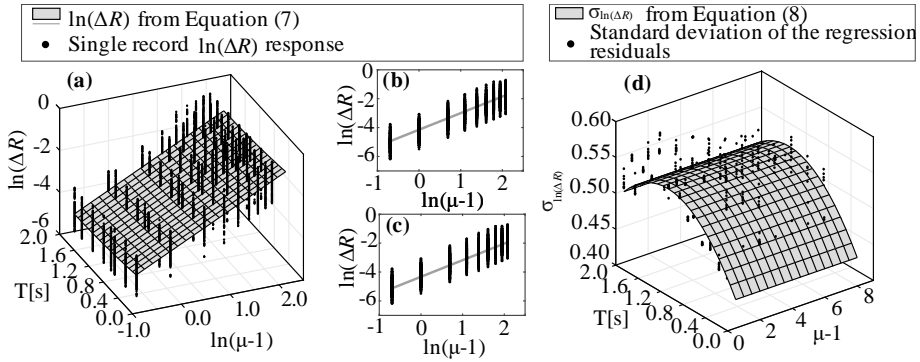 ln(ΔR) from Equation (7)
Single record ln(ΔR) response
σln(ΔR) from Equation (8)
Standard deviation of the regression
residuals
(a)
ln(ΔR)
0
-2
-4
-6
2.0
1.6
1.2
0.8
0.4
0.0
T[s]
-1.0
0.0
1.0
2.0
ln(μ-1)
(b)
ln(ΔR)
-2
-4
-6
-1
0
1
2
ln(μ-1)
(c)
ln(ΔR)
0
-2
-4
-6
-1
0
1
2
ln(μ-1)
(d)
σln(ΔR)
0.60
0.55
0.50
0.45
0.40
2.0
1.6
1.2
0.8
0.4
0.0
T[s]
0
2
4
6
8
μ-1